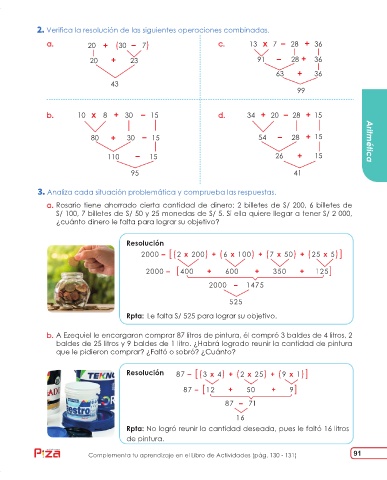 2. Verifica la resolución de las siguientes operaciones combinadas.
a. 20 + (30 - 7)
20 + 23
43
c. 13 x 7 - 28 + 36
91 - 28 + 36
63 + 36
99
b. 10 x 8 + 30 - 15
80 + 30 - 15
110 - 15
95
d. 34 + 20 - 28 + 15
54 - 28 + 15
26 + 15
41
Aritmética
3. Analiza cada situación problemática y comprueba las respuestas.
a. Rosario tiene ahorrado cierta cantidad de dinero: 2 billetes de S/ 200, 6 billetes de
S/ 100, 7 billetes de S/ 50 y 25 monedas de S/ 5. Si ella quiere llegar a tener S/ 2 000,
¿cuánto dinero le falta para lograr su objetivo?
Resolución
2000 - [(2 x 200) + (6 x 100) + (7 x 50) + (25 x 5)]
2000 - [400 + 600 + 350 + 125]
2000 - 1475
525
Rpta: Le falta S/ 525 para lograr su objetivo.
b. A Ezequiel le encargaron comprar 87 litros de pintura, él compró 3 baldes de 4 litros, 2
baldes de 25 litros y 9 baldes de 1 litro. ¿Habrá logrado reunir la cantidad de pintura
que le pidieron comprar? ¿Faltó o sobró? ¿Cuánto?
Resolución 87 - [(3 x 4) + (2 x 25) + (9 x 1)]
87 - [12 + 50 + 9]
87 - 71
16
Rpta: No logró reunir la cantidad deseada, pues le faltó 16 litros
de pintura.
TEKNO
Complementa tu aprendizaje en el Libro de Actividades (pág. 130 - 131)
91